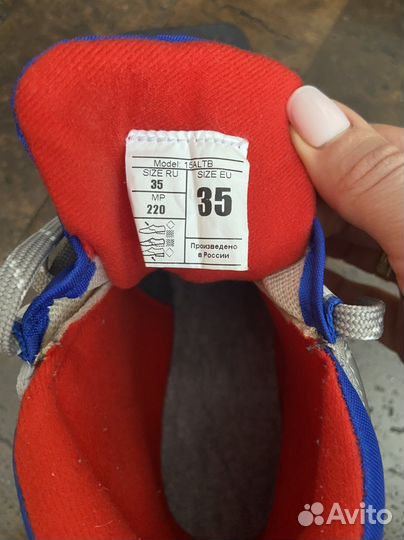 Model: 15ALTB
SIZE RU
35
MP
220
SIZE EU
35
Произведено
в России
Avito